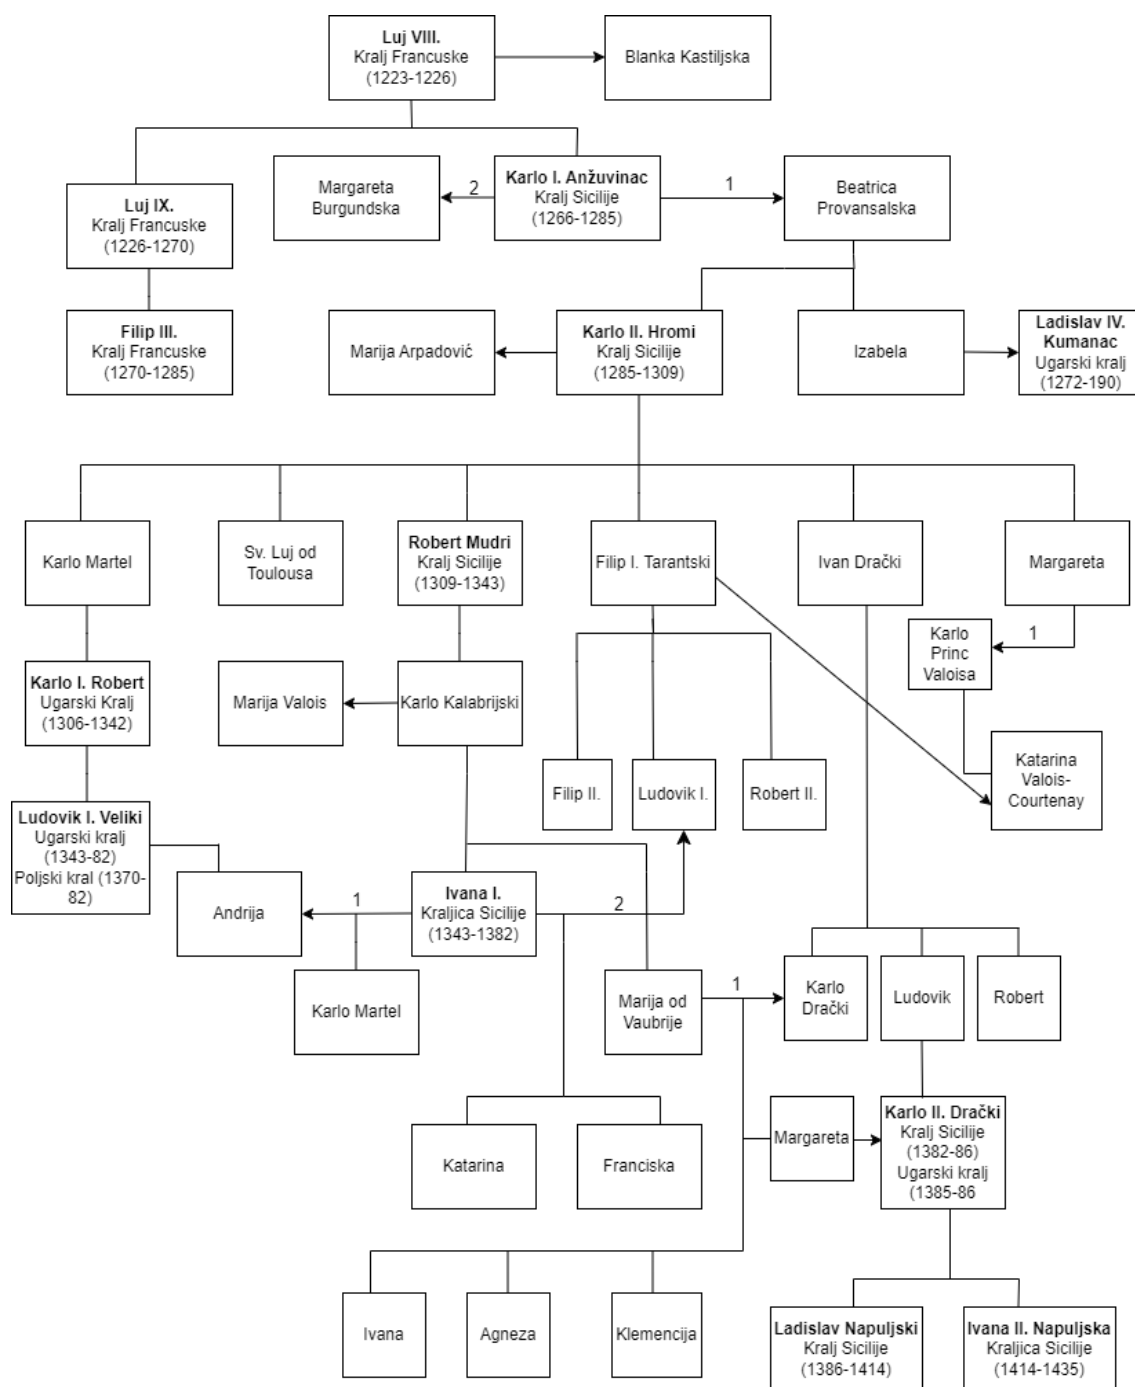 Luj VIII.
Kralj Francuske
(1223-1226)
Blanka Kastiljska
Margareta
Burgundska
2
Karlo I. Anžuvinac
Kralj Sicilije
(1266-1285)
1
Beatrica
Provansalska
Luj IX.
Kralj Francuske
(1226-1270)
Filip III.
Kralj Francuske
(1270-1285)
Marija Arpadović
Karlo II. Hromi
Kralj Sicilije
(1285-1309)
Izabela
Ladislav IV.
Kumanac
Ugarski kralj
(1272-190)
Karlo Martel
Sv. Luj od
Toulousa
Robert Mudri
Kralj Sicilije
(1309-1343)
Filip I. Tarantski
Ivan Drački
Margareta
1
Karlo
Princ
Valoisa
Karlo I. Robert
Ugarski Kralj
(1306-1342)
Marija Valois
Karlo Kalabrijski
Katarina
Valois-
Courtenay
Filip II.
Ludovik I.
Robert II.
Ludovik I. Veliki
Ugarski kralj
(1343-82)
Poljski kral (1370-
82)
Andrija
1
Ivana I.
Kraljica Sicilije
(1343-1382)
2
Karlo Martel
Marija od
Vaubrije
1
Karlo
Drački
Ludovik
Robert
Katarina
Franciska
Margareta
Karlo II. Drački
Kralj Sicilije
(1382-86)
Ugarski kralj
(1385-86
Ivana
Agneza
Klemencija
Ladislav Napuljski
Kralj Sicilije
(1386-1414)
Ivana II. Napuljska
Kraljica Sicilije
(1414-1435)